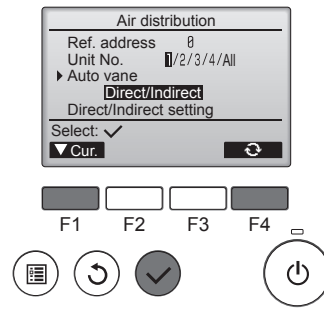 Air distribution
Ref. address 0
Unit No. 1/2/3/4/All
Auto vane
Direct/Indirect
Direct/Indirect setting
Select:
Cur.
F1 F2 F3 F4